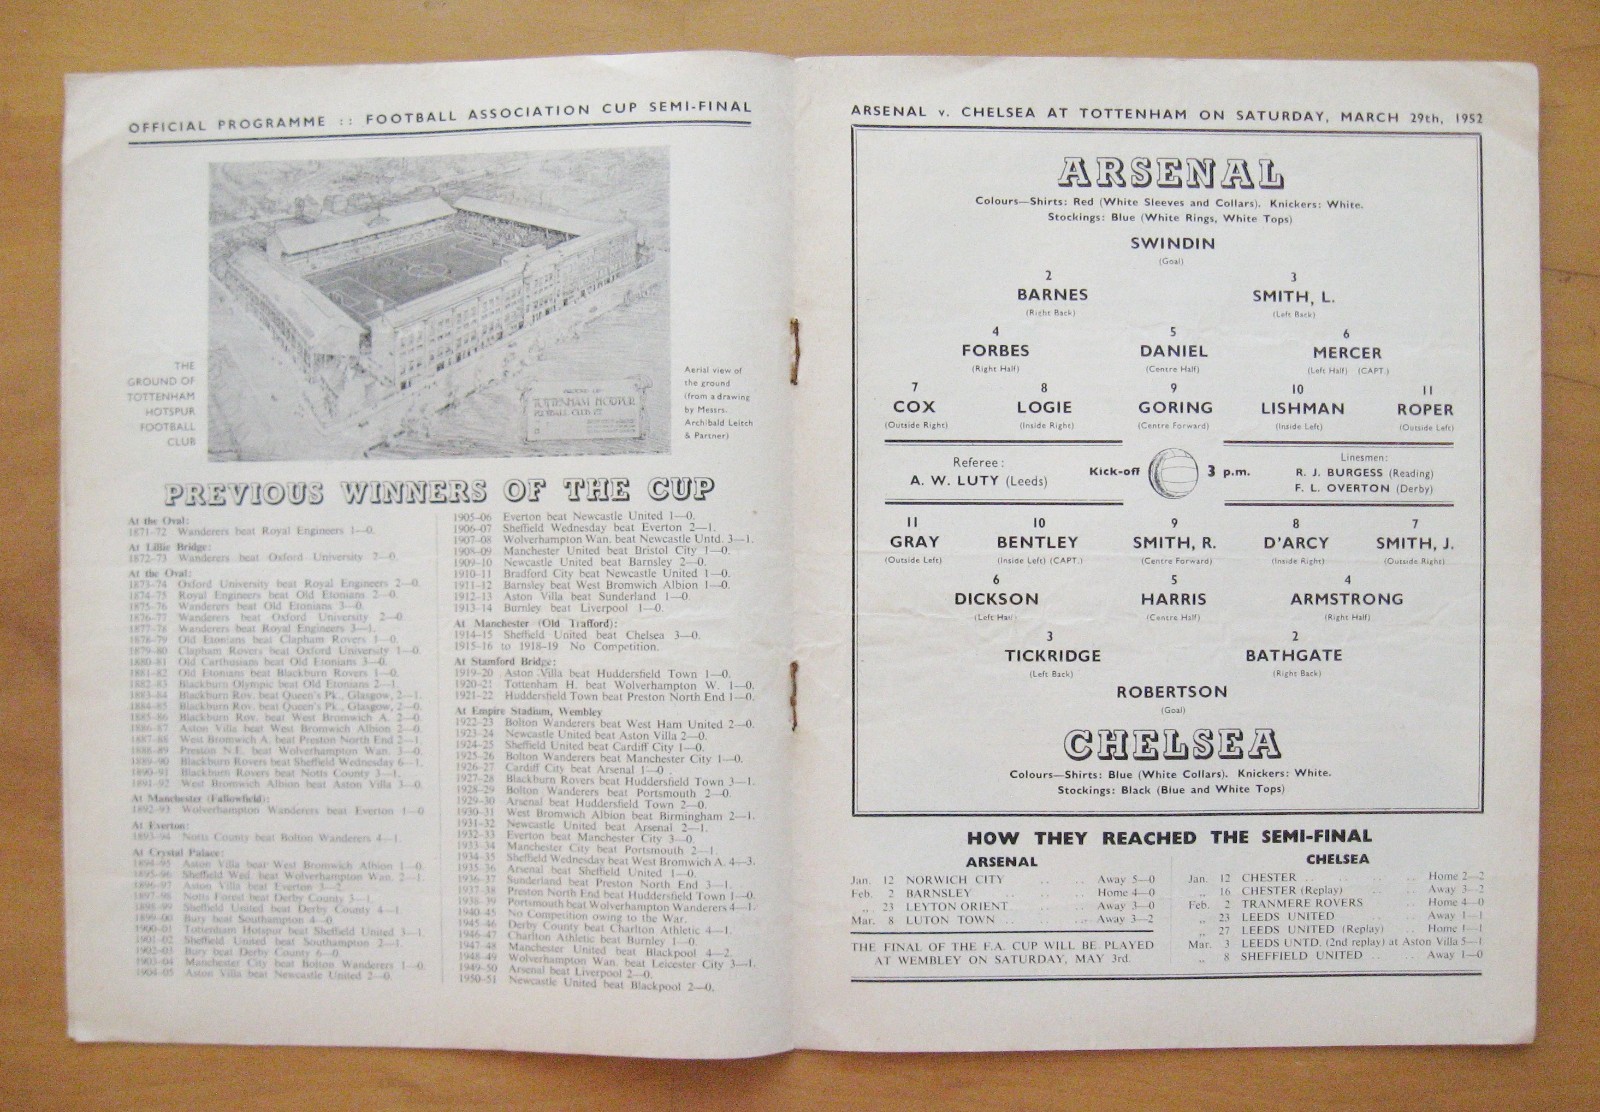 OFFICIAL PROGRAMME :: FOOTBALL ASSOCIATION CUP SEMI-FINAL
THE
GROUND OF
TOTTENHAM
HOTSPUR
FOOTBALL
CLUB
TOTTENHAM HOTSPUR
Aerial view of
the ground
(from a drawing
by Messrs.
Archibald Leitch
& Partner)
PREVIOUS WINNERS OF THE CUP
At the Oval:
1871-72 Wanderers beat Royal Engineers 1—0.
At Lillie Bridge:
1872-73 Wanderers beat Oxford University 2—0.
At the Oval:
1873-74 Oxford University beat Royal Engineers 2—0.
1874-75 Royal Engineers beat Old Etonians 2—0.
1875-76 Wanderers beat Old Etonians 3—0.
1876-77 Wanderers beat Oxford University 2—0.
1877-78 Wanderers beat Royal Engineers 3—1.
1878-79 Old Etonians beat Clapham Rovers 1—0.
1879-80 Clapham Rovers beat Oxford University 1—0.
1880-81 Old Carthusians beat Old Etonians 3—0.
1881-82 Old Etonians beat Blackburn Rovers 1—0.
1882-83 Blackburn Olympic beat Old Etonians 2—1.
1883-84 Blackburn Rov. beat Queen's Pk., Glasgow, 2—1.
1884-85 Blackburn Rov. beat Queen's Pk., Glasgow, 2—0.
1885-86 Blackburn Rov. beat West Bromwich A. 2—0.
1886-87 Aston Villa beat West Bromwich Albion 2—0.
1887-88 West Bromwich A. beat Preston North End 2—1.
1888-89 Preston N.E. beat Wolverhampton Wan. 3—0.
1889-90 Blackburn Rovers beat Sheffield Wednesday 6—1.
1890-91 Blackburn Rovers beat Notts County 3—1.
1891-92 West Bromwich Albion beat Aston Villa 3—0.
At Manchester (Fallowfield):
1892-93 Wolverhampton Wanderers beat Everton 1—0
At Everton:
1893-94 Notts County beat Bolton Wanderers 4—1.
At Crystal Palace:
1894-95 Aston Villa beat West Bromwich Albion 1—0.
1895-96 Sheffield Wed. beat Wolverhampton Wan. 2—1.
1896-97 Aston Villa beat Everton 3—2.
1897-98 Notts Forest beat Derby County 3—1.
1898-99 Sheffield United beat Derby County 4—1
1899-00 Bury beat Southampton 4—0.
1900-01 Tottenham Hotspur beat Sheffield United 3—1.
1901-02 Sheffield United beat Southampton 2—1.
1902-03 Bury beat Derby County 6—0.
1903-04 Manchester City beat Bolton Wanderers 1—0.
1904-05 Aston Villa beat Newcastle United 2—0.
1905-06 Everton beat Newcastle United 1—0.
1906-07 Sheffield Wednesday beat Everton 2—1.
1907-08 Wolverhampton Wan. beat Newcastle Untd. 3—1.
1908-09 Manchester United beat Bristol City 1—0.
1909-10 Newcastle United beat Barnsley 2—0.
1910-11 Bradford City beat Newcastle United 1—0.
1911-12 Barnsley beat West Bromwich Albion 1—0.
1912-13 Aston Villa beat Sunderland 1—0.
1913-14 Burnley beat Liverpool 1—0.
At Manchester (Old Trafford):
1914-15 Sheffield United beat Chelsea 3—0.
1915-16 to 1918-19 No Competition.
At Stamford Bridge:
1919-20 Aston Villa beat Huddersfield Town 1—0.
1920-21 Tottenham H. beat Wolverhampton W. 1—0.
1921-22 Huddersfield Town beat Preston North End 1—0.
At Empire Stadium, Wembley
1922-23 Bolton Wanderers beat West Ham United 2—0.
1923-24 Newcastle United beat Aston Villa 2—0.
1924-25 Sheffield United beat Cardiff City 1—0.
1925-26 Bolton Wanderers beat Manchester City 1—0.
1926-27 Cardiff City beat Arsenal 1—0.
1927-28 Blackburn Rovers beat Huddersfield Town 3—1.
1928-29 Bolton Wanderers beat Portsmouth 2—0.
1929-30 Arsenal beat Huddersfield Town 2—0.
1930-31 West Bromwich Albion beat Birmingham 2—1.
1931-32 Newcastle United beat Arsenal 2—1.
1932-33 Everton beat Manchester City 3—0.
1933-34 Manchester City beat Portsmouth 2—1.
1934-35 Sheffield Wednesday beat West Bromwich A. 4—3.
1935-36 Arsenal beat Sheffield United 1—0.
1936-37 Sunderland beat Preston North End 3—1.
1937-38 Preston North End beat Huddersfield Town 1—0.
1938-39 Portsmouth beat Wolverhampton Wanderers 4—1.
1940-45 No Competition owing to the War.
1945-46 Derby County beat Charlton Athletic 4—1.
1946-47 Charlton Athletic beat Burnley 1—0.
1947-48 Manchester United beat Blackpool 4—2.
1948-49 Wolverhampton Wan. beat Leicester City 3—1.
1949-50 Arsenal beat Liverpool 2—0.
1950-51 Newcastle United beat Blackpool 2—0.
ARSENAL v. CHELSEA AT TOTTENHAM ON SATURDAY, MARCH 29th, 1952
ARSENAL
Colours—Shirts: Red (White Sleeves and Collars). Knickers: White.
Stockings: Blue (White Rings, White Tops)
SWINDIN
(Goal)
2 3
BARNES SMITH, L.
(Right Back) (Left Back)
4 5 6
FORBES DANIEL MERCER
(Right Half) (Centre Half) (Left Half) (CAPT.)
7 8 9 10 11
COX LOGIE GORING LISHMAN ROPER
(Outside Right) (Inside Right) (Centre Forward) (Inside Left) (Outside Left)
Referee:
A. W. LUTY (Leeds)
Kick-off 3 p.m.
Linesmen:
R. J. BURGESS (Reading)
F. L. OVERTON (Derby)
11 10 9 8 7
GRAY BENTLEY SMITH, R. D'ARCY SMITH, J.
(Outside Left) (Inside Left) (CAPT.) (Centre Forward) (Inside Right) (Outside Right)
6 5 4
DICKSON HARRIS ARMSTRONG
(Left Half) (Centre Half) (Right Half)
3 2
TICKRIDGE BATHGATE
(Left Back) (Right Back)
ROBERTSON
(Goal)
CHELSEA
Colours—Shirts: Blue (White Collars). Knickers: White.
Stockings: Black (Blue and White Tops)
HOW THEY REACHED THE SEMI-FINAL
ARSENAL
Jan. 12 NORWICH CITY .. .. Away 5—0
Feb. 2 BARNSLEY .. .. Home 4—0
,, 23 LEYTON ORIENT .. .. Away 3—0
Mar. 8 LUTON TOWN .. .. Away 3—2
THE FINAL OF THE F.A. CUP WILL BE PLAYED
AT WEMBLEY ON SATURDAY, MAY 3rd.
CHELSEA
Jan. 12 CHESTER .. .. Home 2—2
,, 16 CHESTER (Replay) .. Away 3—2
Feb. 2 TRANMERE ROVERS .. Home 4—0
,, 23 LEEDS UNITED .. .. Away 1—1
,, 27 LEEDS UNITED (Replay) .. Home 1—1
Mar. 3 LEEDS UNTD. (2nd replay) at Aston Villa 5—1
,, 8 SHEFFIELD UNITED .. .. Away 1—0